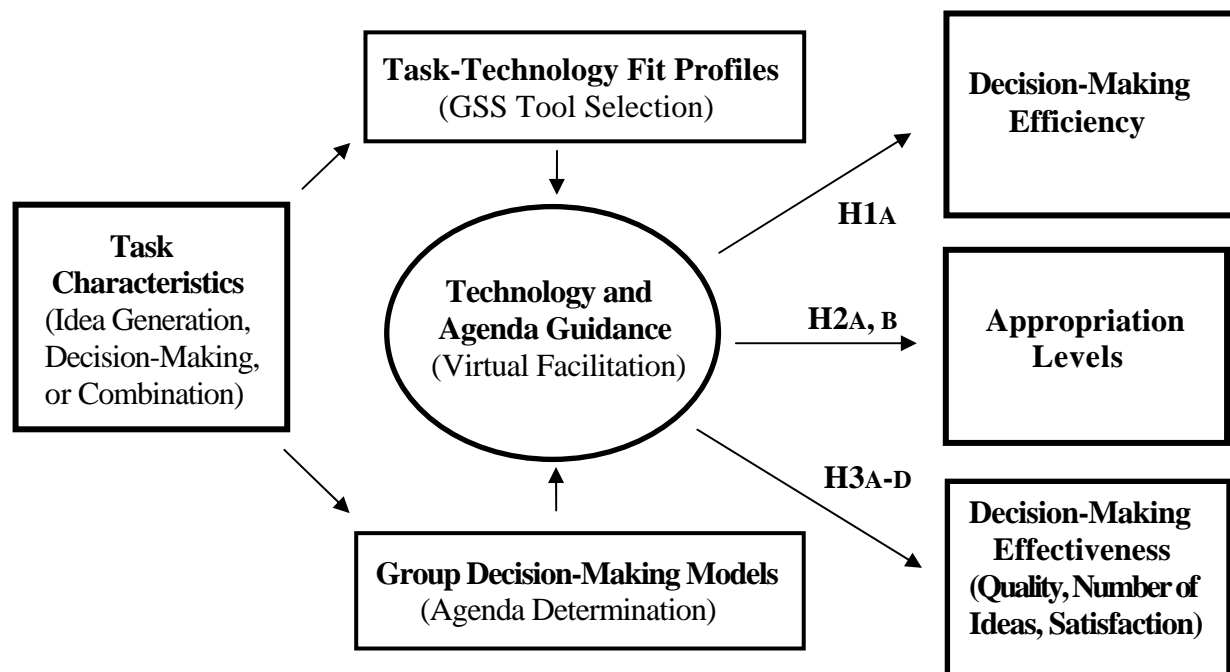 Task-Technology Fit Profiles
(GSS Tool Selection)
Decision-Making
Efficiency
H1A
Task
Characteristics
(Idea Generation,
Decision-Making,
or Combination)
Technology and
Agenda Guidance
(Virtual Facilitation)
H2A, B
Appropriation
Levels
H3A-D
Group Decision-Making Models
(Agenda Determination)
Decision-Making
Effectiveness
(Quality, Number of
Ideas, Satisfaction)